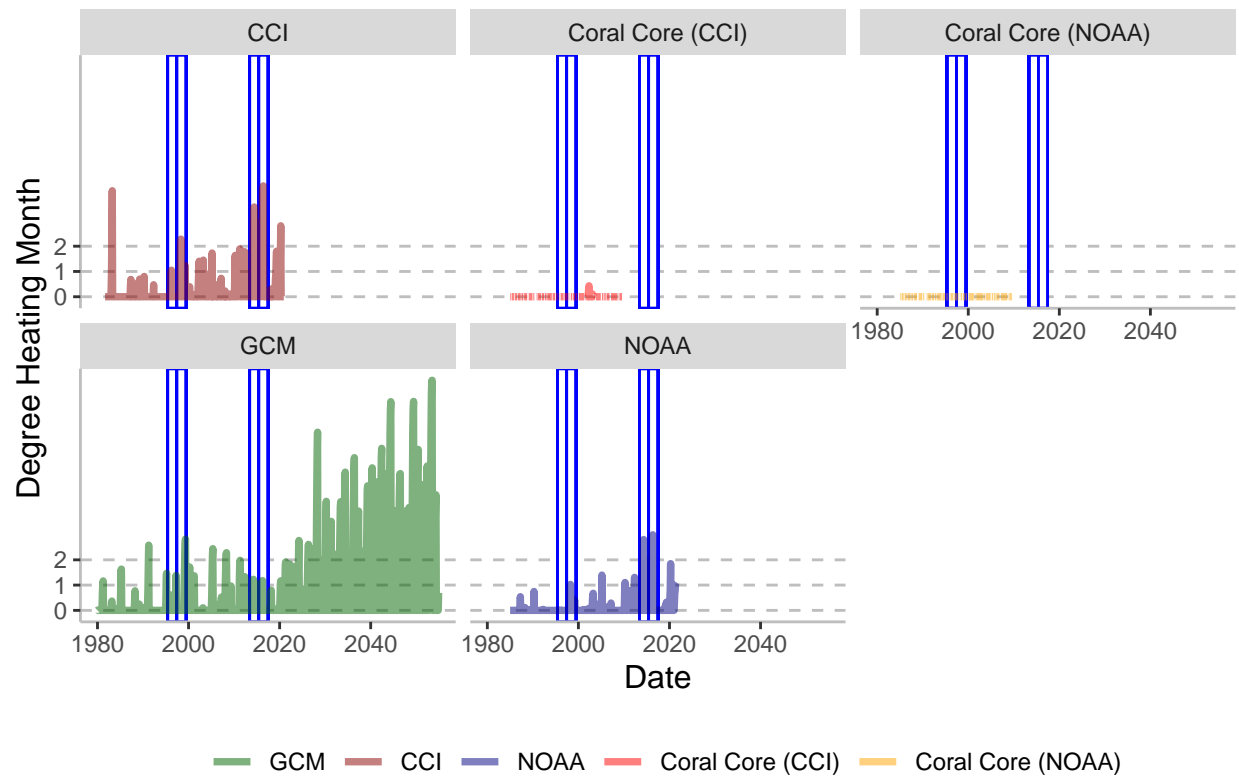 CCI
Coral Core (CCI)
Coral Core (NOAA)
Degree Heating Month
2
1
0
1980 2000 2020 2040
GCM
NOAA
2
1
0
1980 2000 2020 2040
1980 2000 2020 2040
Date
GCM CCI NOAA Coral Core (CCI) Coral Core (NOAA)